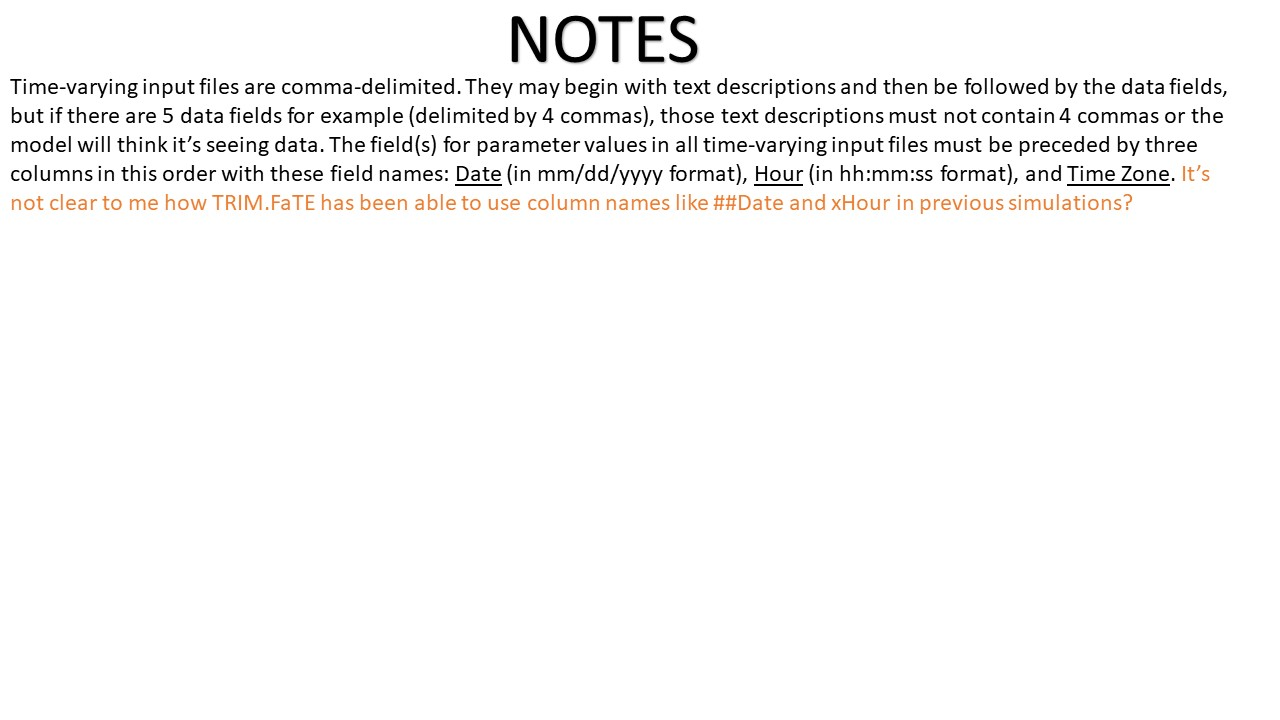 NOTES
Time-varying input files are comma-delimited. They may begin with text descriptions and then be followed by the data fields,
but if there are 5 data fields for example (delimited by 4 commas), those text descriptions must not contain 4 commas or the
model will think it’s seeing data. The field(s) for parameter values in all time-varying input files must be preceded by three
columns in this order with these field names: Date (in mm/dd/yyyy format), Hour (in hh:mm:ss format), and Time Zone. It’s
not clear to me how TRIM.FaTE has been able to use column names like ##Date and xHour in previous simulations?